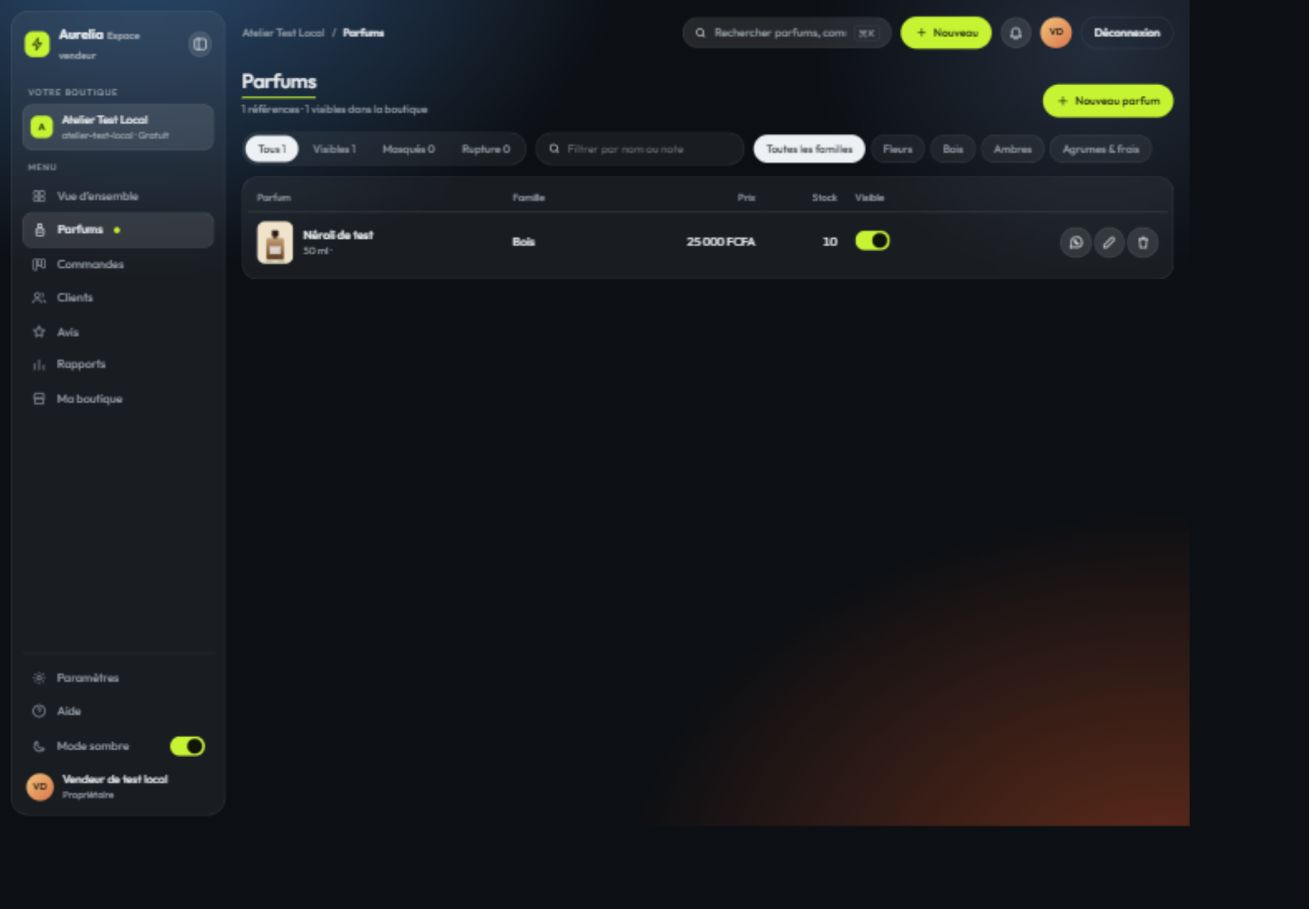 Aurelia Espace vendeur
VOTRE BOUTIQUE
A
Atelier Test Local
atelier-test-local · Gratuit
MENU
Vue d'ensemble
Parfums
Commandes
Clients
Avis
Rapports
Ma boutique
Paramètres
Aide
Mode sombre
VD
Vendeur de test local
Propriétaire
Atelier Test Local / Parfums
Rechercher parfums, com
⌘K
+ Nouveau
VD
Déconnexion
Parfums
1 références · 1 visibles dans la boutique
+ Nouveau parfum
Tous 1 Visibles 1 Masqués 0 Rupture 0
Filtrer par nom ou note
Toutes les familles Fleurs Bois Ambres Agrumes & frais
Parfum Famille Prix Stock Visible
Néroli de test
50 ml ·
Bois 25 000 FCFA 10